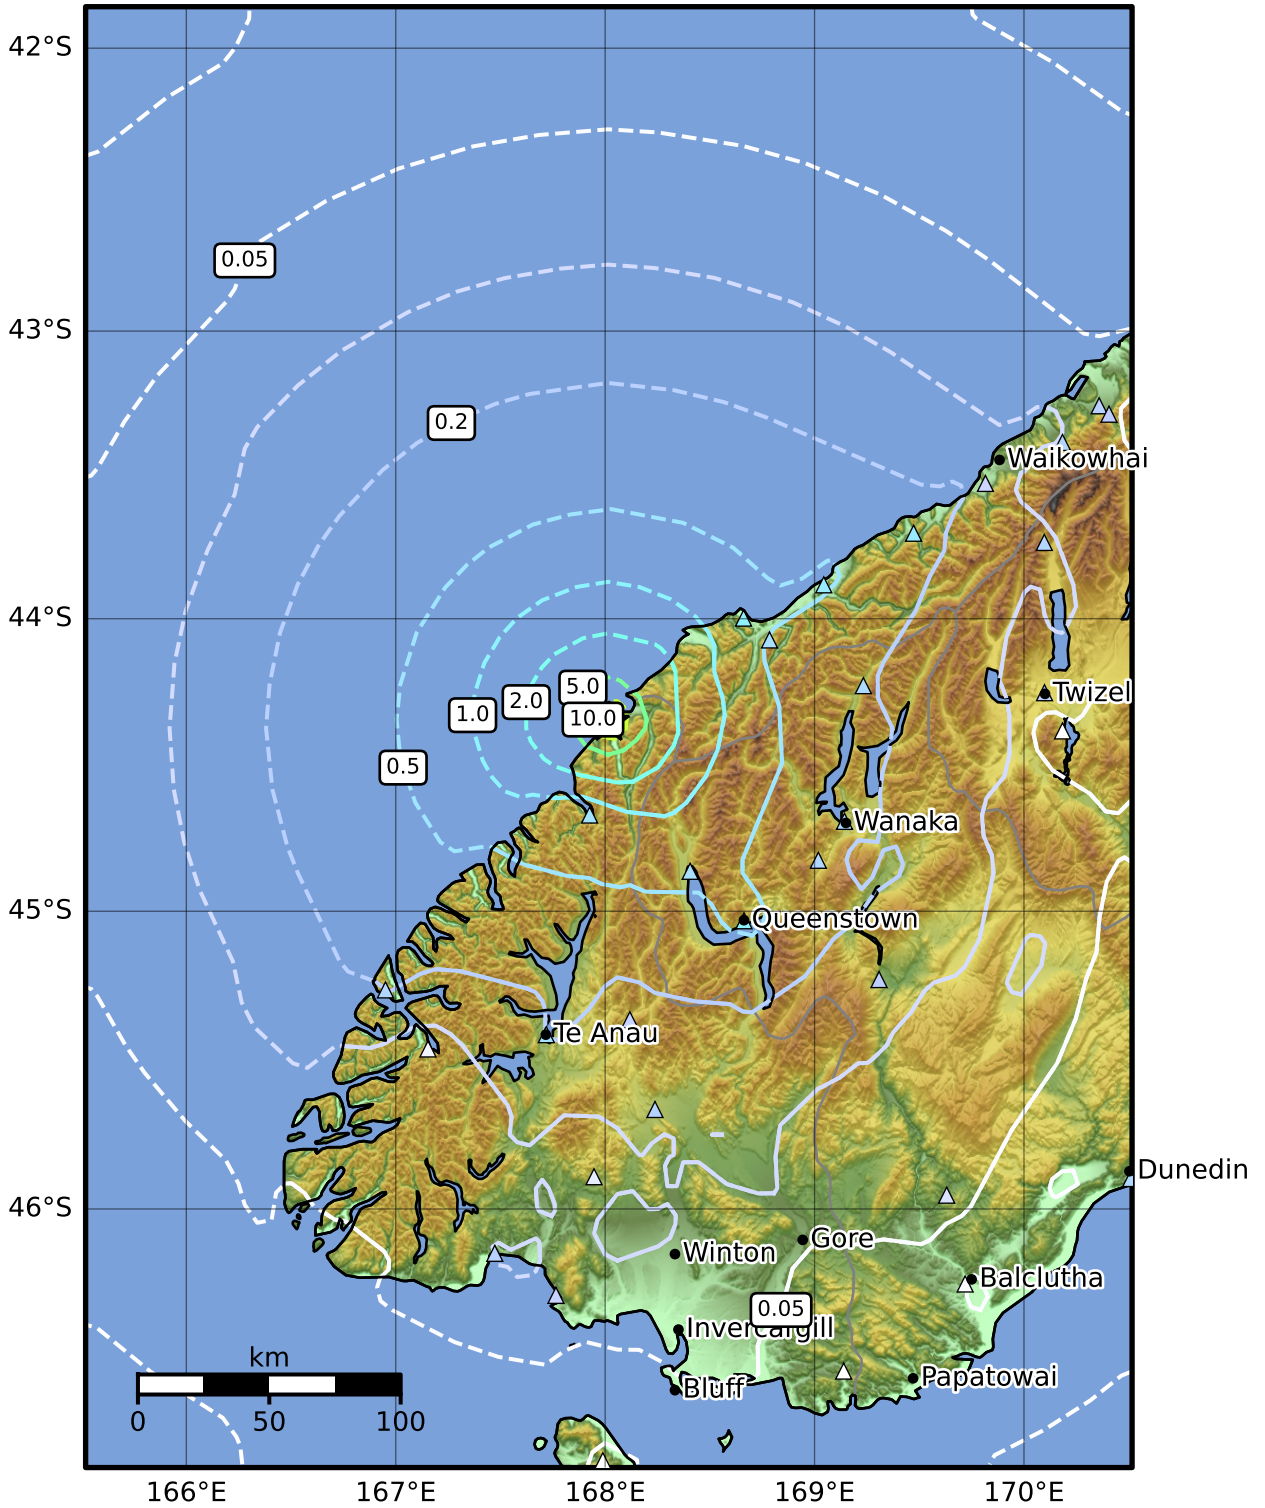 42°S
0.05
43°S
0.2
Waikowhai
44°S
5.0
Twizel
2.0
1.0
10.0
0.5
Wanaka
45°S
Queenstown
Te Anau
Dunedin
46°S
Gore
Winton
Balclutha
0.05
Invercargill
km
Papatowai
Bluff
0 50 100
166°E 167°E 168°E 169°E 170°E